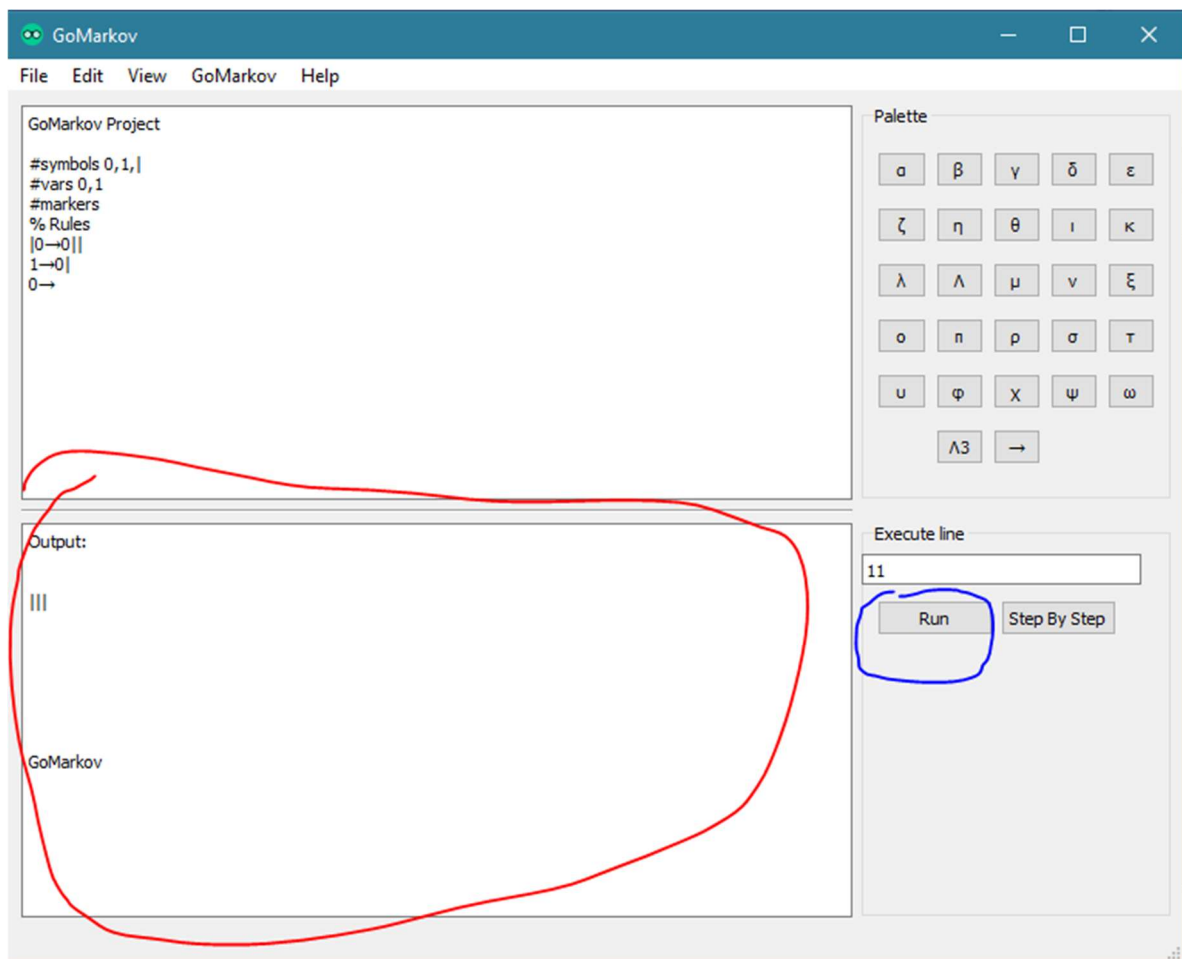 GoMarkov
File Edit View GoMarkov Help
GoMarkov Project
#symbols 0,1,|
#vars 0,1
#markers
% Rules
|0→0||
1→0|
0→
Palette
α β γ δ ε
ζ η θ ι κ
λ Λ μ ν ξ
ο π ρ σ τ
υ φ χ ψ ω
Λ3 →
Output:
|||
GoMarkov
Execute line
11
Run Step By Step